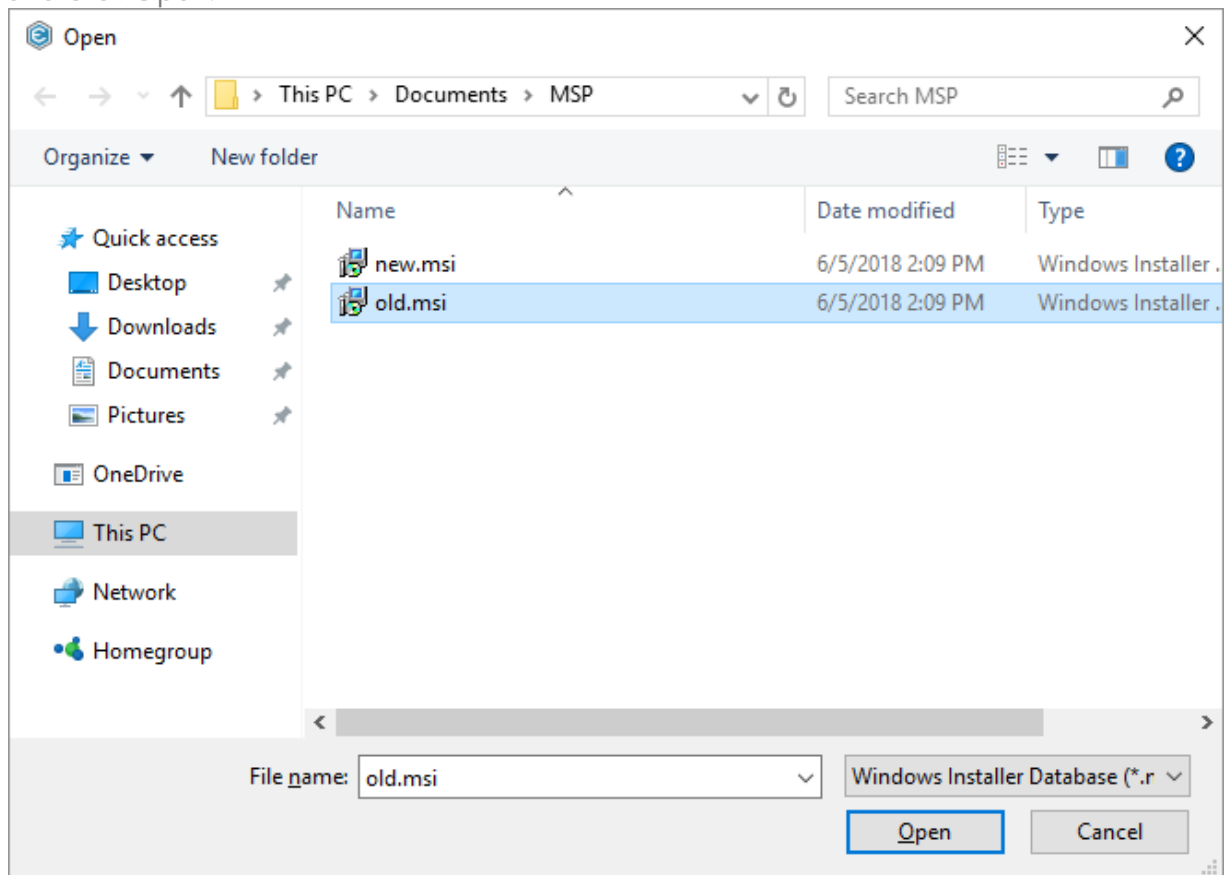 Open
This PC > Documents > MSP
Search MSP
Organize
New folder
Name
Date modified
Type
Quick access
new.msi
6/5/2018 2:09 PM
Windows Installer .
Desktop
old.msi
6/5/2018 2:09 PM
Windows Installer .
Downloads
Documents
Pictures
OneDrive
This PC
Network
Homegroup
File name:
old.msi
Windows Installer Database (*.r
Open
Cancel